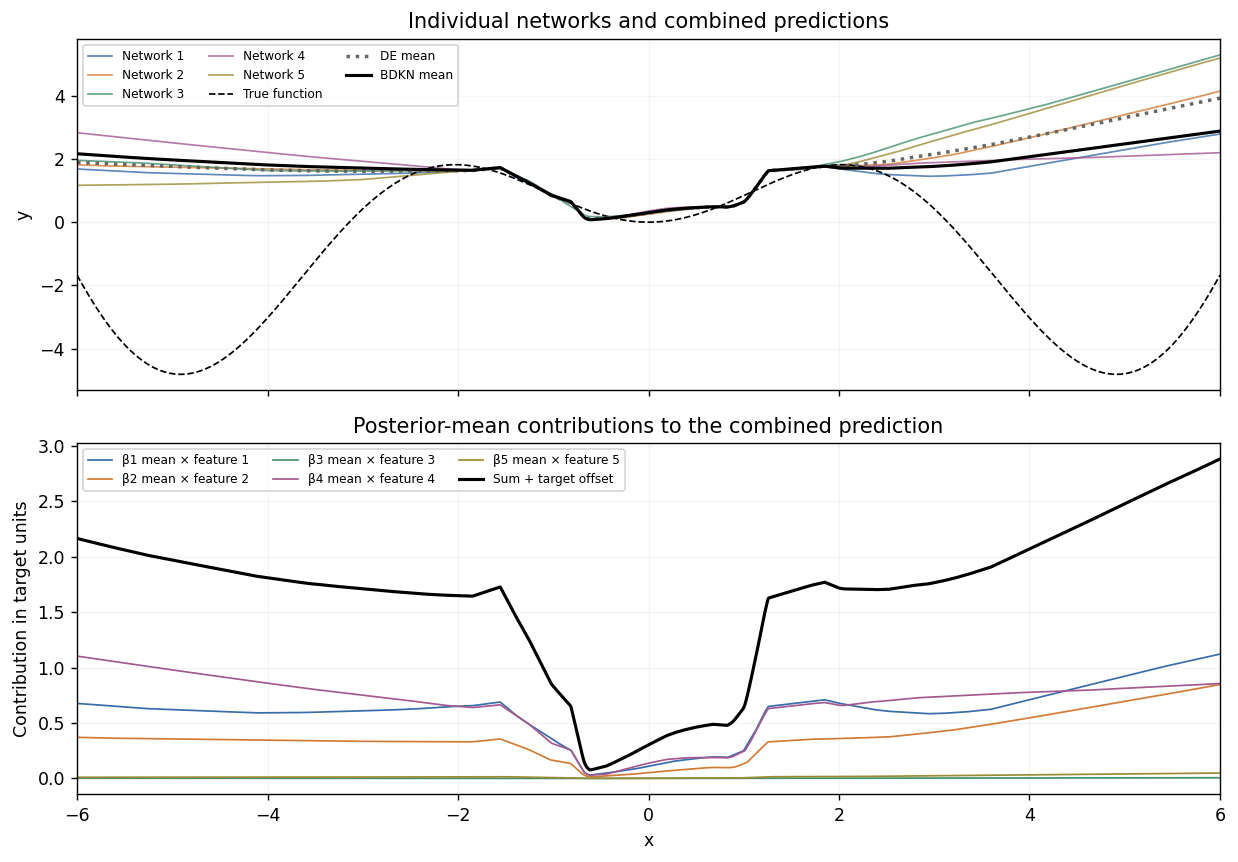 Individual networks and combined predictions
Network 1 Network 4 DE mean
Network 2 Network 5 BDKN mean
Network 3 True function
y
4
2
0
−2
−4
Posterior-mean contributions to the combined prediction
β1 mean × feature 1 β3 mean × feature 3 β5 mean × feature 5
β2 mean × feature 2 β4 mean × feature 4 Sum + target offset
Contribution in target units
3.0
2.5
2.0
1.5
1.0
0.5
0.0
−6 −4 −2 0 2 4 6
x